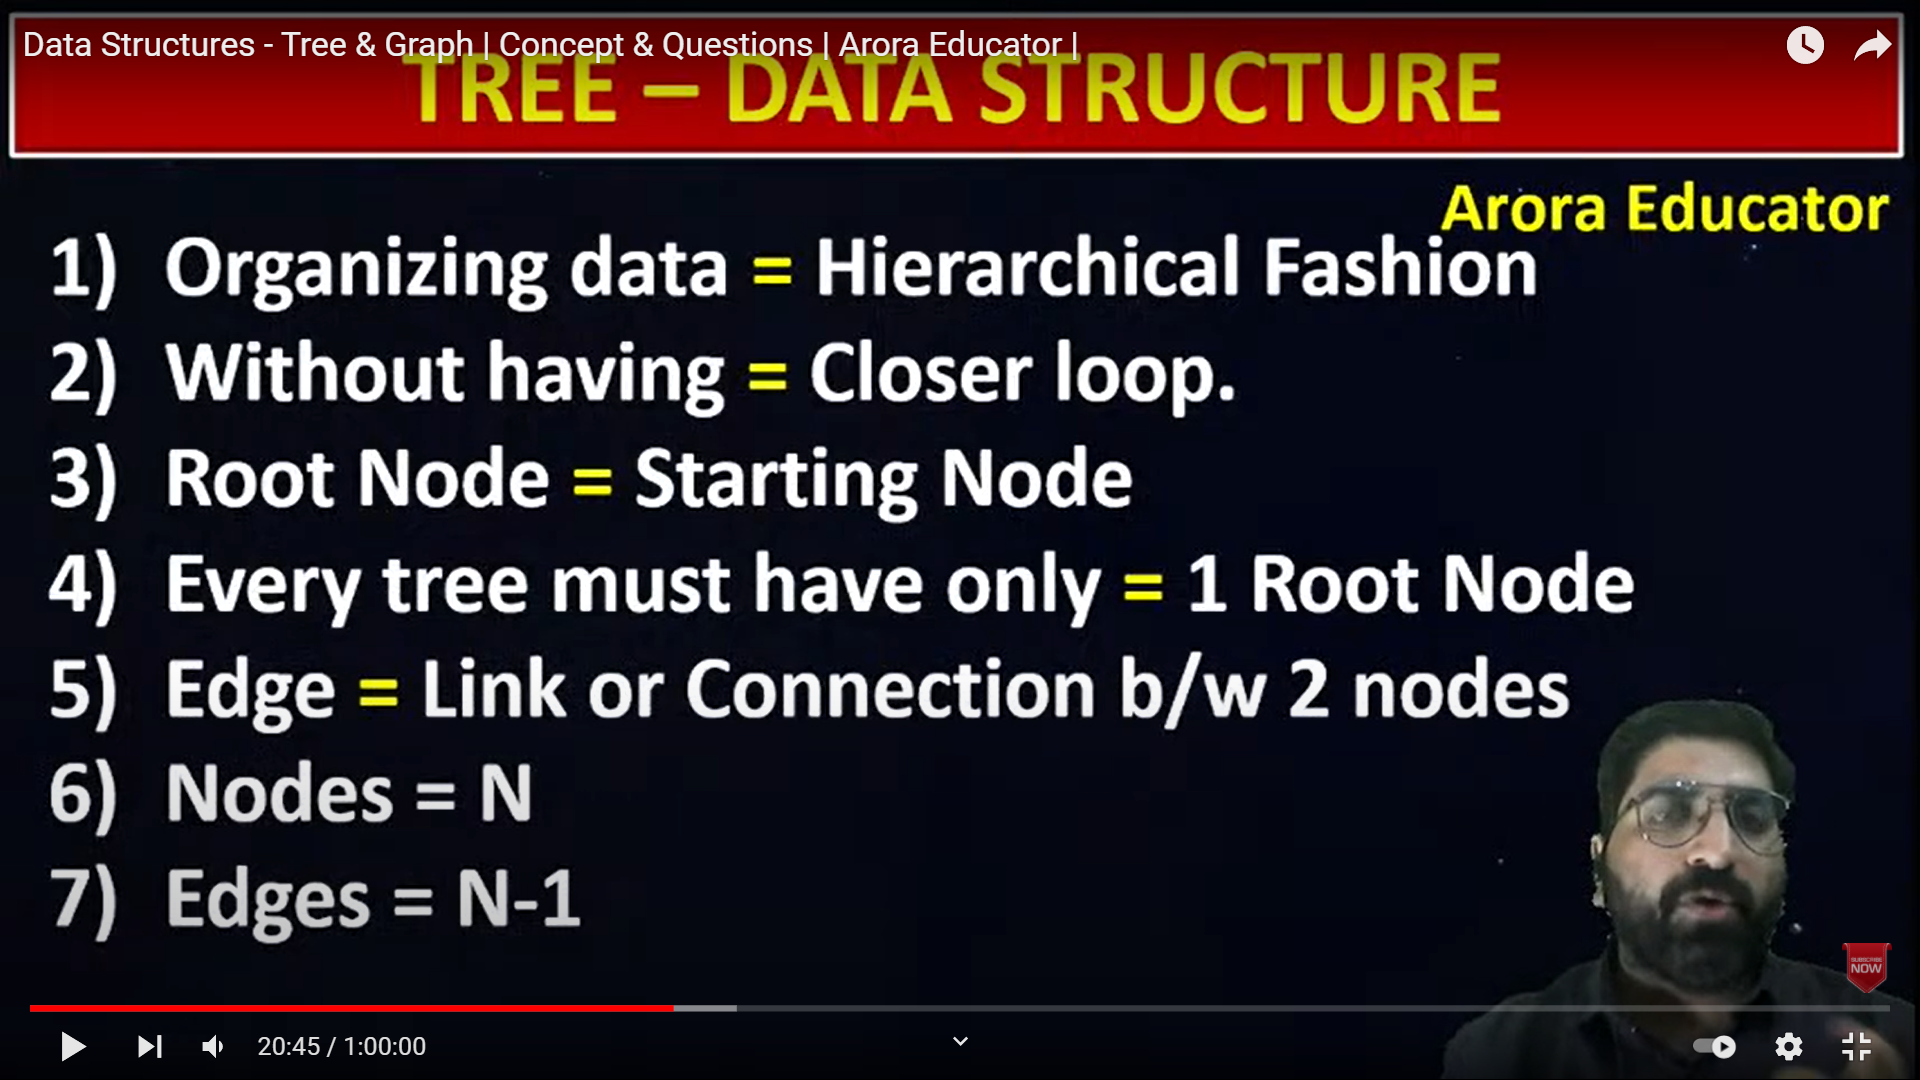 Data Structures - Tree & Graph | Concept & Questions | Arora Educator |
TREE – DATA STRUCTURE
Arora Educator
1) Organizing data = Hierarchical Fashion
2) Without having = Closer loop.
3) Root Node = Starting Node
4) Every tree must have only = 1 Root Node
5) Edge = Link or Connection b/w 2 nodes
6) Nodes = N
7) Edges = N-1
SUBSCRIBE
NOW
20:45 / 1:00:00